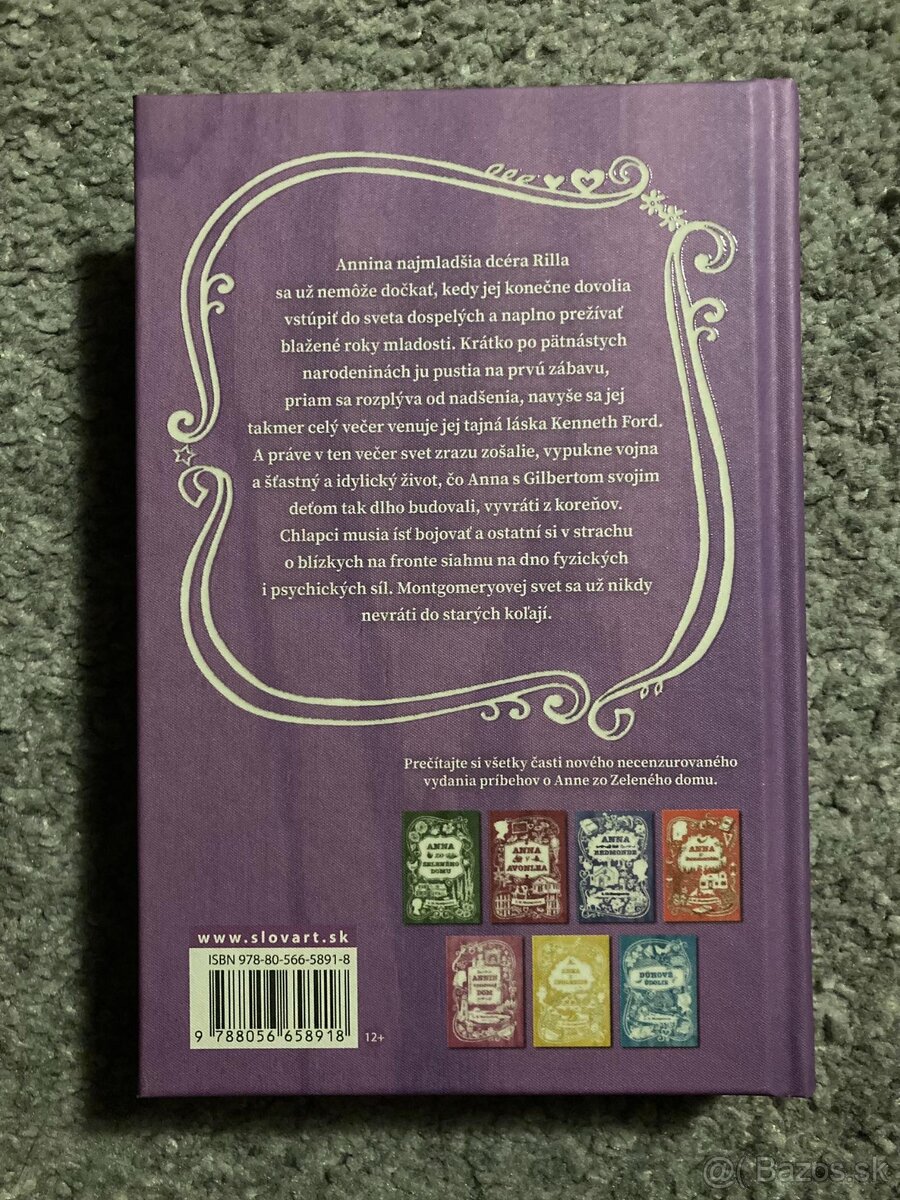 Annina najmladšia dcéra Rilla
sa už nemôže dočkať, kedy jej konečne dovolia
vstúpiť do sveta dospelých a naplno prežívať
blažené roky mladosti. Krátko po pätnástych
narodeninách ju pustia na prvú zábavu,
priam sa rozplýva od nadšenia, navyše sa jej
takmer celý večer venuje jej tajná láska Kenneth Ford.
A práve v ten večer svet zrazu zošalie, vypukne vojna
a šťastný a idylický život, čo Anna s Gilbertom svojim
deťom tak dlho budovali, vyvráti z koreňov.
Chlapci musia ísť bojovať a ostatní si v strachu
o blízkych na fronte siahnu na dno fyzických
i psychických síl. Montgomeryovej svet sa už nikdy
nevráti do starých koľají.
Prečítajte si všetky časti nového necenzurovaného
vydania príbehov o Anne zo Zeleného domu.
ANNA
ZO
ZELENÉHO
DOMU
ANNA
V
AVONLEA
ANNA
REDMONDE
ANNA
ANNIN
DOM
ANNA
DÚHOVÉ
ÚDOLIE
www.slovart.sk
ISBN 978-80-566-5891-8
9 788056 658918
12+
@( Bazos.sk